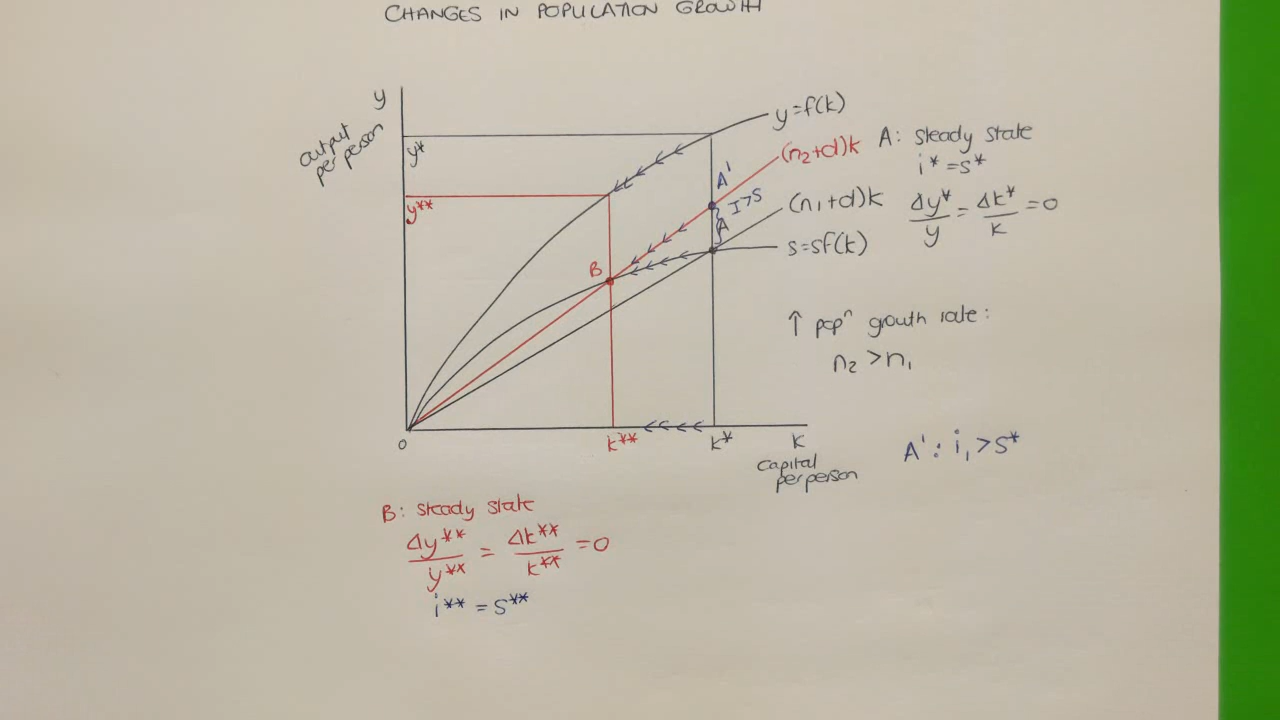 CHANGES IN POPULATION GROWTH
y
output
per person
y*
y**
y=f(k)
(n₂+d)k
A'
I>S
A
(n₁+d)k
s=sf(k)
B
0
k**
k*
k
capital
per person
A: steady state
i* = s*
Δy*/y = Δk*/k = 0
↑ popⁿ growth rate:
n₂ > n₁
A': i₁ > s*
B: steady state
Δy**/y** = Δk**/k** = 0
i** = s**